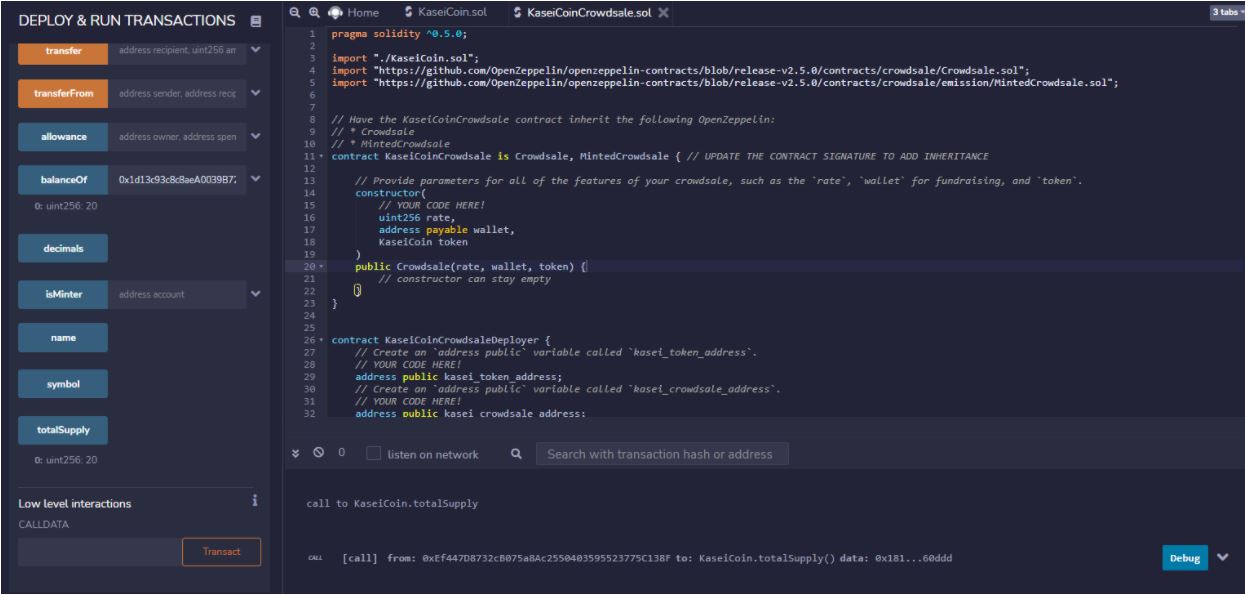 DEPLOY & RUN TRANSACTIONS
transfer address recipient, uint256 am
transferFrom address sender, address recip
allowance address owner, address spen
balanceOf 0x1d13c93c8c8aeA0039B72
0: uint256: 20
decimals
isMinter address account
name
symbol
totalSupply
0: uint256: 20
Low level interactions
CALLDATA
Transact
Home KaseiCoin.sol KaseiCoinCrowdsale.sol 3 tabs
1 pragma solidity ^0.5.0;
2
3 import "./KaseiCoin.sol";
4 import "https://github.com/OpenZeppelin/openzeppelin-contracts/blob/release-v2.5.0/contracts/crowdsale/Crowdsale.sol";
5 import "https://github.com/OpenZeppelin/openzeppelin-contracts/blob/release-v2.5.0/contracts/crowdsale/emission/MintedCrowdsale.sol";
6
7
8 // Have the KaseiCoinCrowdsale contract inherit the following OpenZeppelin:
9 // * Crowdsale
10 // * MintedCrowdsale
11 contract KaseiCoinCrowdsale is Crowdsale, MintedCrowdsale { // UPDATE THE CONTRACT SIGNATURE TO ADD INHERITANCE
12
13 // Provide parameters for all of the features of your crowdsale, such as the `rate`, `wallet` for fundraising, and `token`.
14 constructor(
15 // YOUR CODE HERE!
16 uint256 rate,
17 address payable wallet,
18 KaseiCoin token
19 )
20 public Crowdsale(rate, wallet, token) {
21 // constructor can stay empty
22 }
23 }
24
25
26 contract KaseiCoinCrowdsaleDeployer {
27 // Create an `address public` variable called `kasei_token_address`.
28 // YOUR CODE HERE!
29 address public kasei_token_address;
30 // Create an `address public` variable called `kasei_crowdsale_address`.
31 // YOUR CODE HERE!
32 address public kasei_crowdsale_address;
0 listen on network Search with transaction hash or address
call to KaseiCoin.totalSupply
CALL [call] from: 0xEf447D8732cB075a8Ac2550403595523775C138F to: KaseiCoin.totalSupply() data: 0x181...60ddd Debug